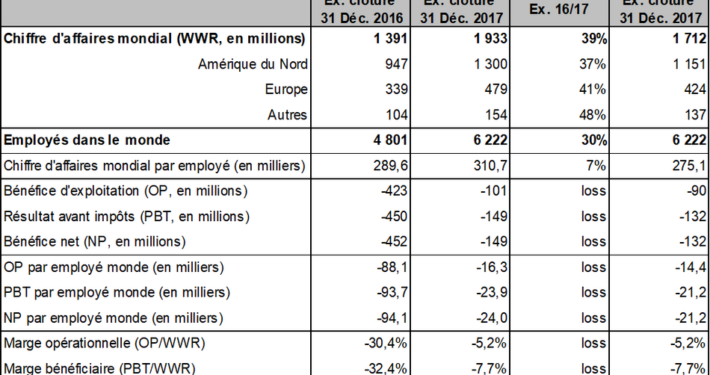 Ex. clôture Ex. clôture Ex. clôture
31 Déc. 2016 31 Déc. 2017 Ex. 16/17 31 Déc. 2017
Chiffre d'affaires mondial (WWR, en millions) 1 391 1 933 39% 1 712
Amérique du Nord 947 1 300 37% 1 151
Europe 339 479 41% 424
Autres 104 154 48% 137
Employés dans le monde 4 801 6 222 30% 6 222
Chiffre d'affaires mondial par employé (en milliers) 289,6 310,7 7% 275,1
Bénéfice d'exploitation (OP, en millions) -423 -101 loss -90
Résultat avant impôts (PBT, en millions) -450 -149 loss -132
Bénéfice net (NP, en millions) -452 -149 loss -132
OP par employé monde (en milliers) -88,1 -16,3 loss -14,4
PBT par employé monde (en milliers) -93,7 -23,9 loss -21,2
NP par employé monde (en milliers) -94,1 -24,0 loss -21,2
Marge opérationnelle (OP/WWR) -30,4% -5,2% loss -5,2%
Marge bénéficiaire (PBT/WWR) -32,4% -7,7% loss -7,7%